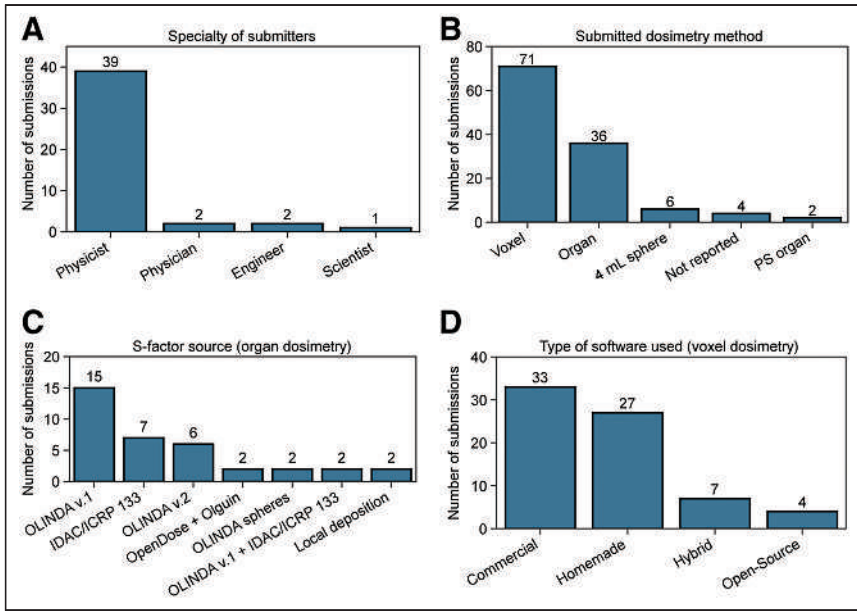 A
Specialty of submitters
Number of submissions
40
30
20
10
0
39
2
2
1
Physicist
Physician
Engineer
Scientist
B
Submitted dosimetry method
Number of submissions
80
60
40
20
0
71
36
6
4
2
Voxel
Organ
4 mL sphere
Not reported
PS organ
C
S-factor source (organ dosimetry)
Number of submissions
20
15
10
5
0
15
7
6
2
2
2
2
OLINDA v.1
IDAC/ICRP 133
OLINDA v.2
OpenDose + Olguin
OLINDA spheres
OLINDA v.1 + IDAC/ICRP 133
Local deposition
D
Type of software used (voxel dosimetry)
Number of submissions
40
30
20
10
0
33
27
7
4
Commercial
Homemade
Hybrid
Open-Source